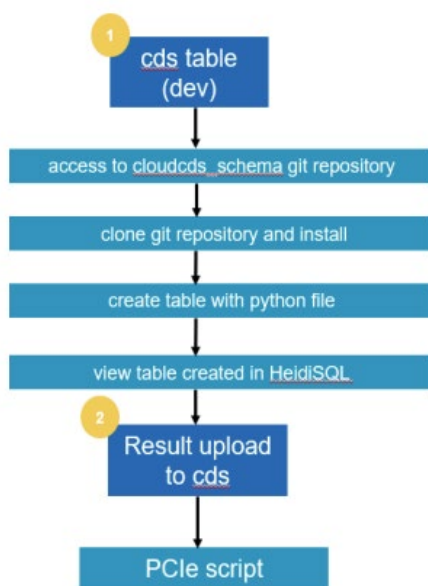 1
cds table
(dev)
access to cloudcds_schema git repository
clone git repository and install
create table with python file
view table created in HeidiSQL
2
Result upload
to cds
PCIe script